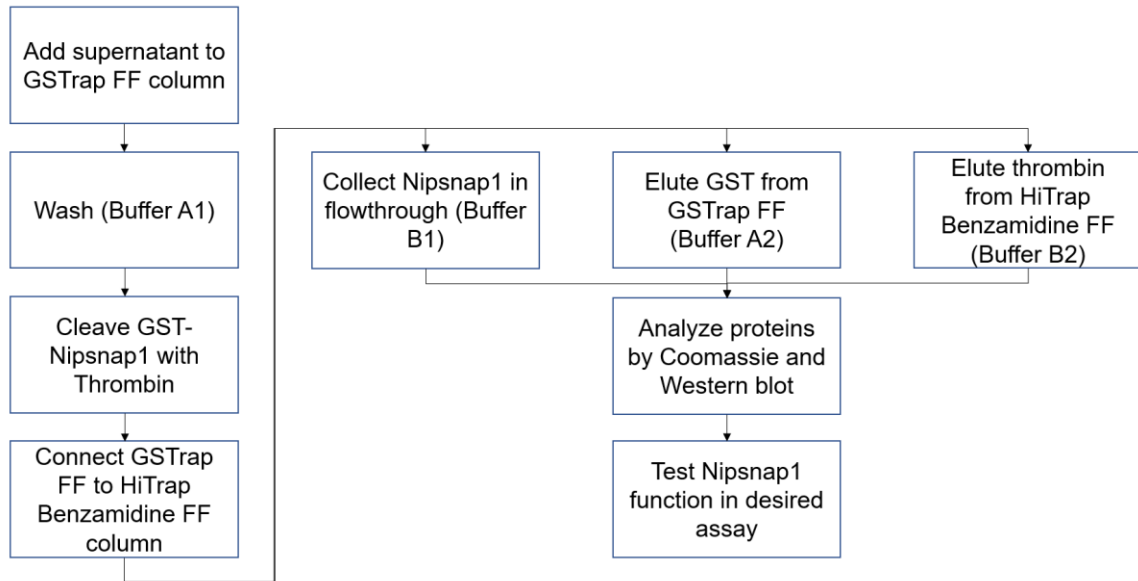 Add supernatant to
GSTrap FF column
Wash (Buffer A1)
Cleave GST-
Nipsnap1 with
Thrombin
Connect GSTrap
FF to HiTrap
Benzamidine FF
column
Collect Nipsnap1 in
flowthrough (Buffer
B1)
Elute GST from
GSTrap FF
(Buffer A2)
Elute thrombin
from HiTrap
Benzamidine FF
(Buffer B2)
Analyze proteins
by Coomassie and
Western blot
Test Nipsnap1
function in desired
assay